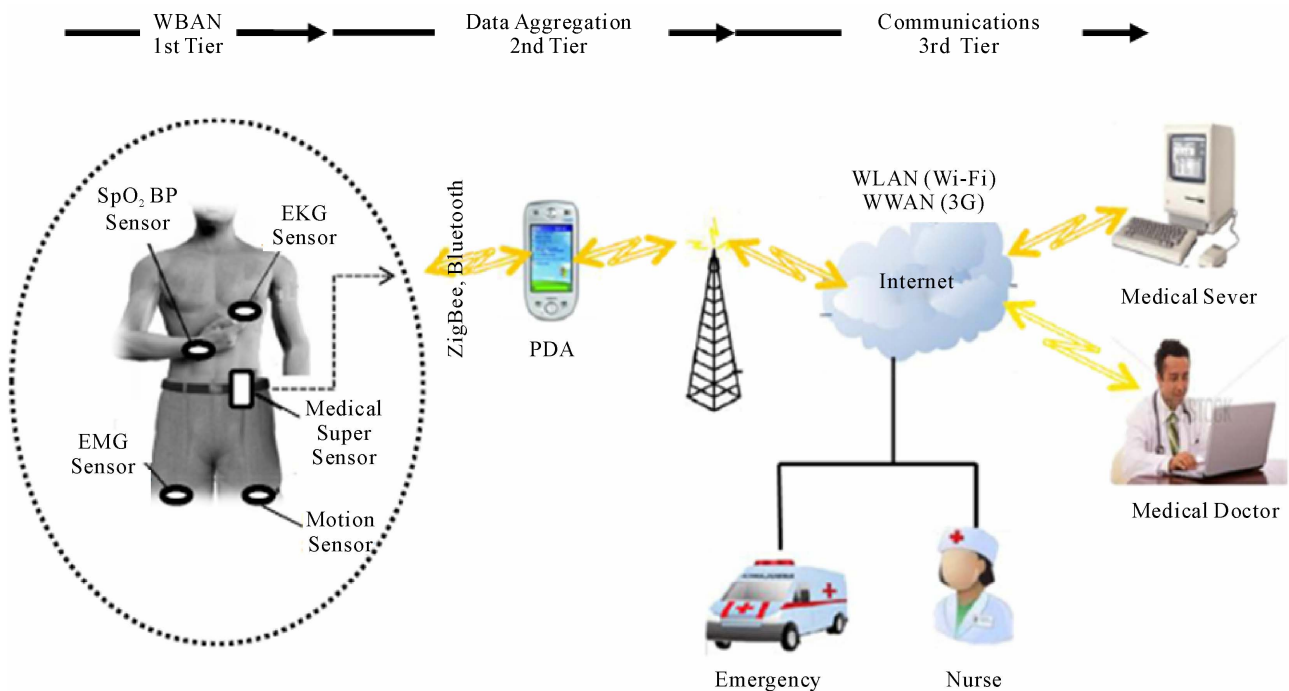 WBAN
1st Tier
Data Aggregation
2nd Tier
Communications
3rd Tier
SpO₂ BP
Sensor
EKG
Sensor
EMG
Sensor
Medical
Super
Sensor
Motion
Sensor
ZigBee, Bluetooth
PDA
WLAN (Wi-Fi)
WWAN (3G)
Internet
Medical Sever
Medical Doctor
Emergency
Nurse